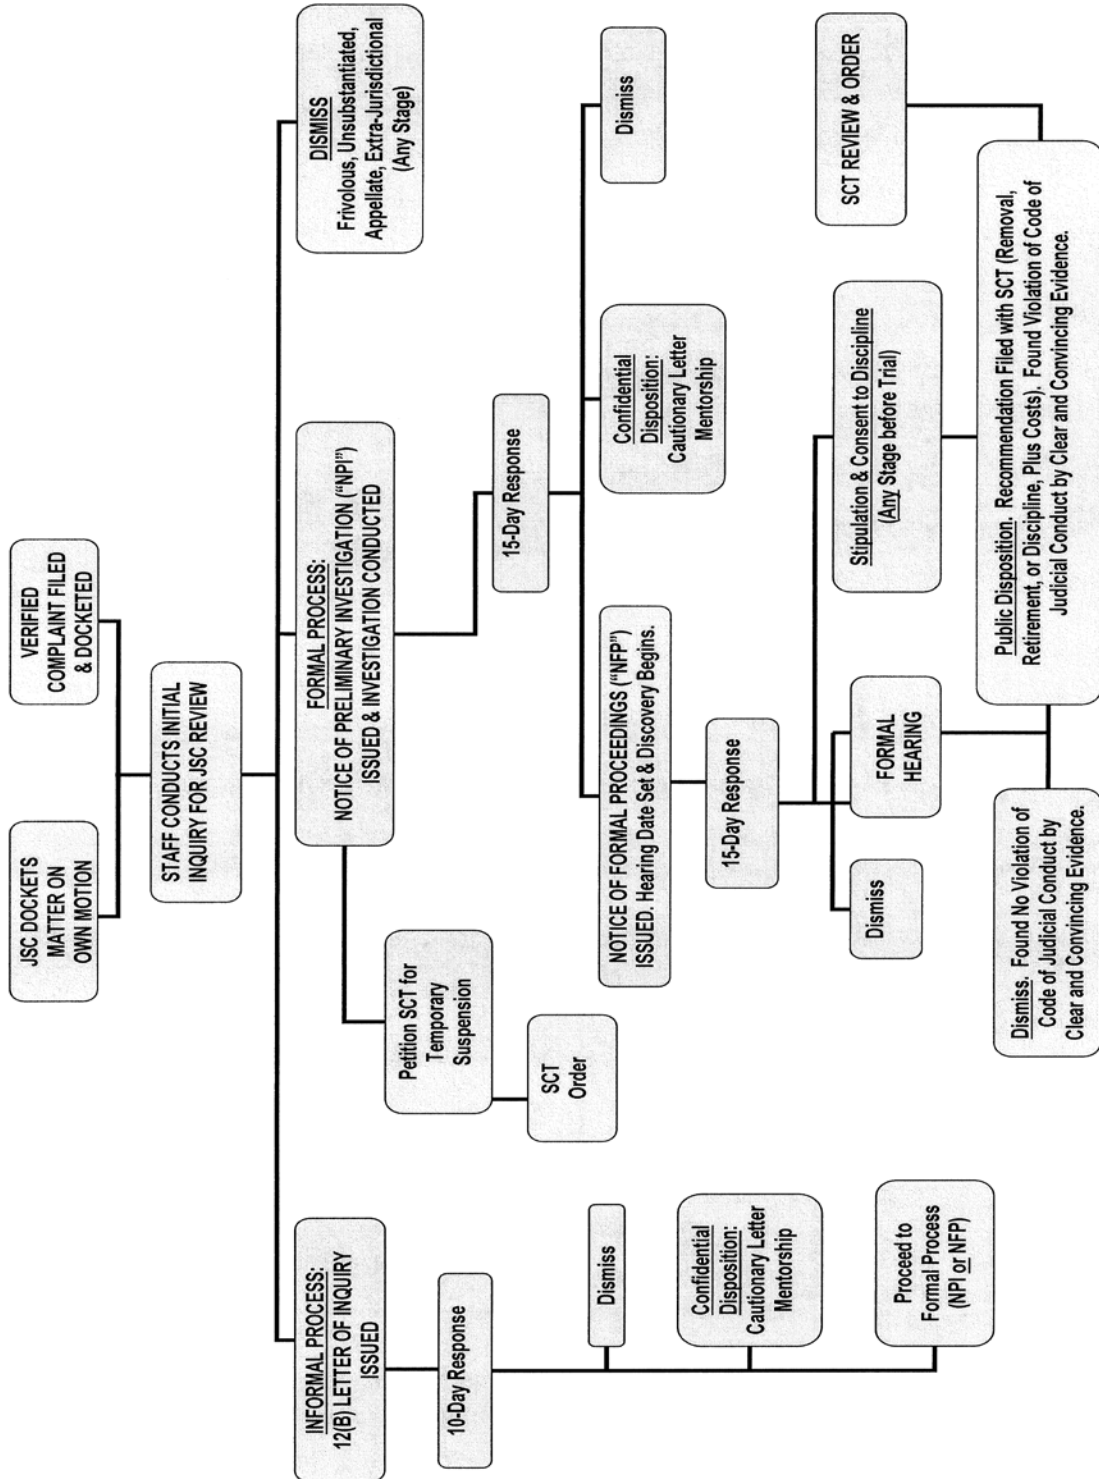 JSC DOCKETS
MATTER ON
OWN MOTION
VERIFIED
COMPLAINT FILED
& DOCKETED
STAFF CONDUCTS INITIAL
INQUIRY FOR JSC REVIEW
INFORMAL PROCESS:
12(B) LETTER OF INQUIRY
ISSUED
FORMAL PROCESS:
NOTICE OF PRELIMINARY INVESTIGATION ("NPI")
ISSUED & INVESTIGATION CONDUCTED
DISMISS
Frivolous, Unsubstantiated,
Appellate, Extra-Jurisdictional
(Any Stage)
10-Day Response
Petition SCT for
Temporary
Suspension
15-Day Response
SCT
Order
Dismiss
Confidential
Disposition:
Cautionary Letter
Mentorship
Proceed to
Formal Process
(NPI or NFP)
NOTICE OF FORMAL PROCEEDINGS ("NFP")
ISSUED. Hearing Date Set & Discovery Begins.
Confidential
Disposition:
Cautionary Letter
Mentorship
Dismiss
15-Day Response
Dismiss
FORMAL
HEARING
Stipulation & Consent to Discipline
(Any Stage before Trial)
SCT REVIEW & ORDER
Dismiss. Found No Violation of
Code of Judicial Conduct by
Clear and Convincing Evidence.
Public Disposition. Recommendation Filed with SCT (Removal,
Retirement, or Discipline, Plus Costs). Found Violation of Code of
Judicial Conduct by Clear and Convincing Evidence.